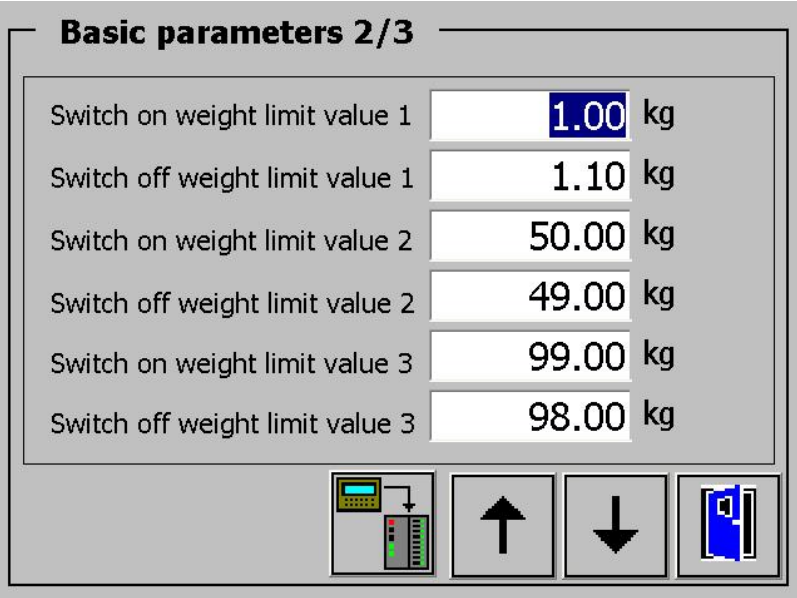 Basic parameters 2/3
Switch on weight limit value 1 1.00 kg
Switch off weight limit value 1 1.10 kg
Switch on weight limit value 2 50.00 kg
Switch off weight limit value 2 49.00 kg
Switch on weight limit value 3 99.00 kg
Switch off weight limit value 3 98.00 kg